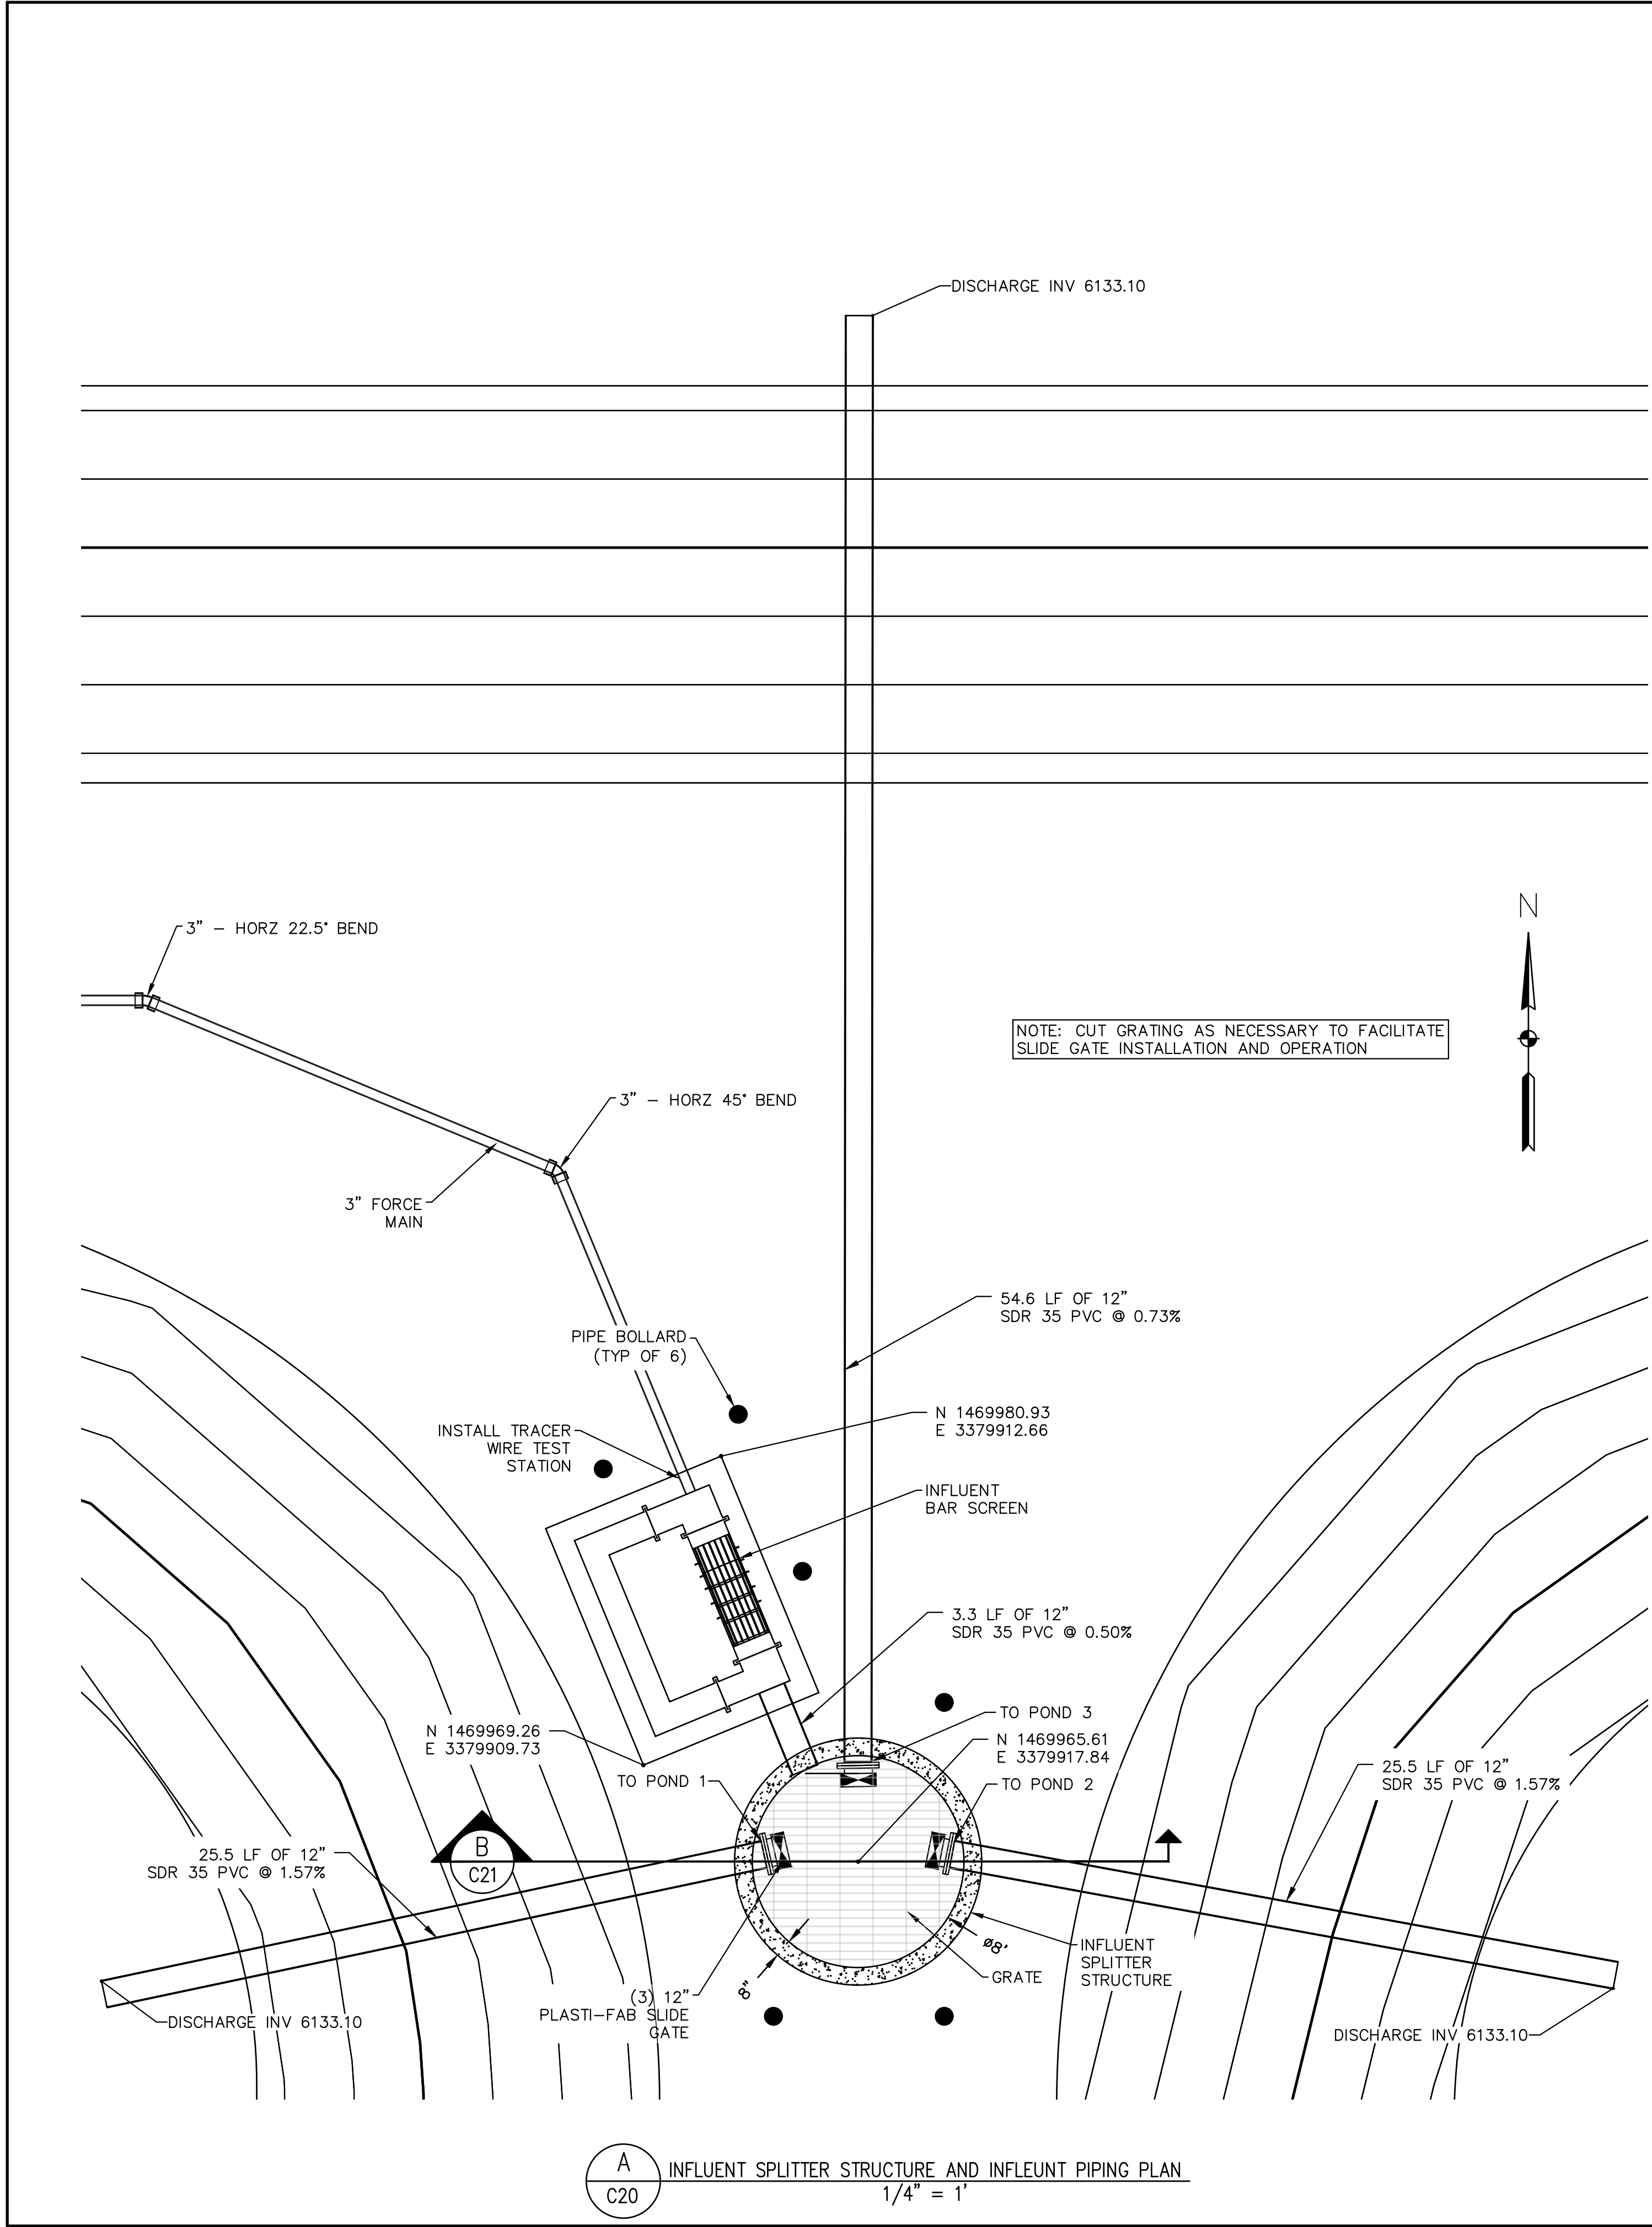 DISCHARGE INV 6133.10
3" - HORZ 22.5° BEND
N
NOTE: CUT GRATING AS NECESSARY TO FACILITATE
SLIDE GATE INSTALLATION AND OPERATION
3" - HORZ 45° BEND
3" FORCE
MAIN
54.6 LF OF 12"
SDR 35 PVC @ 0.73%
PIPE BOLLARD
(TYP OF 6)
N 1469980.93
E 3379912.66
INSTALL TRACER
WIRE TEST
STATION
INFLUENT
BAR SCREEN
3.3 LF OF 12"
SDR 35 PVC @ 0.50%
N 1469969.26
E 3379909.73
TO POND 3
N 1469965.61
E 3379917.84
TO POND 1
TO POND 2
25.5 LF OF 12"
SDR 35 PVC @ 1.57%
B
C21
25.5 LF OF 12"
SDR 35 PVC @ 1.57%
ø8'
INFLUENT
SPLITTER
STRUCTURE
GRATE
8"
(3) 12"
PLASTI-FAB SLIDE
GATE
DISCHARGE INV 6133.10
DISCHARGE INV 6133.10
A
C20
INFLUENT SPLITTER STRUCTURE AND INFLEUNT PIPING PLAN
1/4" = 1'